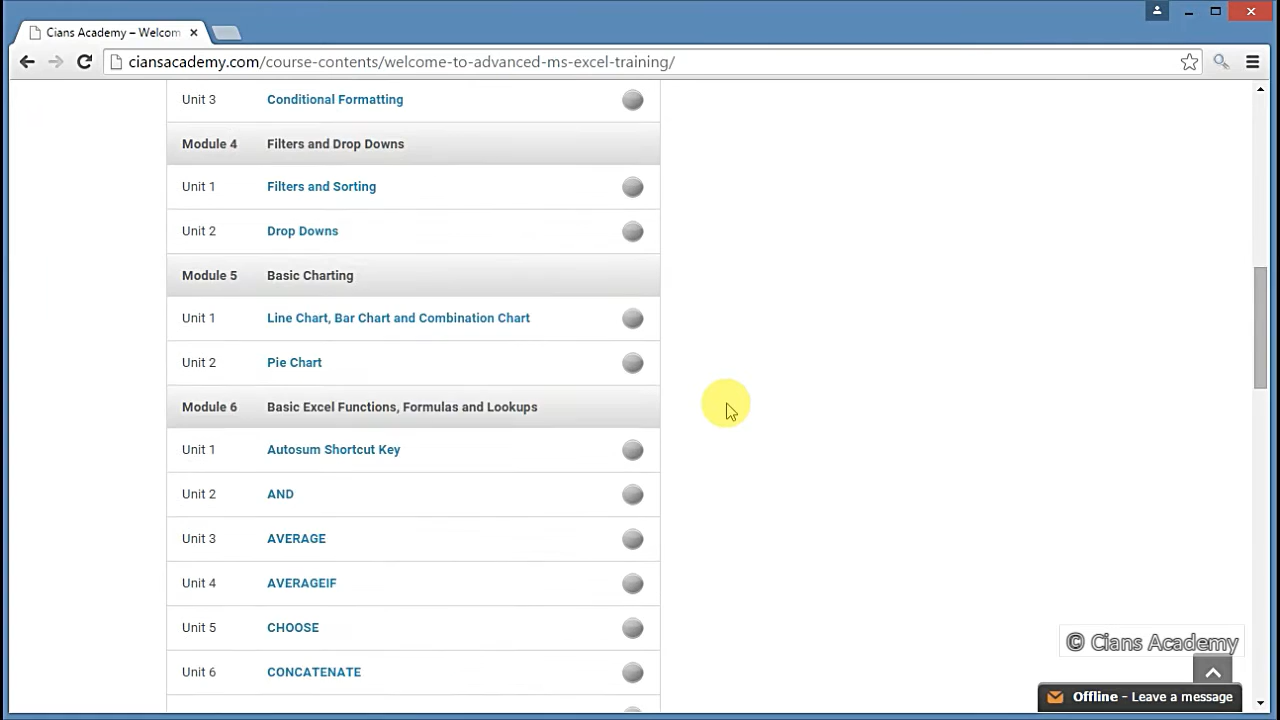 Cians Academy – Welcom
ciansacademy.com/course-contents/welcome-to-advanced-ms-excel-training/
Unit 3 Conditional Formatting
Module 4 Filters and Drop Downs
Unit 1 Filters and Sorting
Unit 2 Drop Downs
Module 5 Basic Charting
Unit 1 Line Chart, Bar Chart and Combination Chart
Unit 2 Pie Chart
Module 6 Basic Excel Functions, Formulas and Lookups
Unit 1 Autosum Shortcut Key
Unit 2 AND
Unit 3 AVERAGE
Unit 4 AVERAGEIF
Unit 5 CHOOSE
Unit 6 CONCATENATE
© Cians Academy
Offline – Leave a message